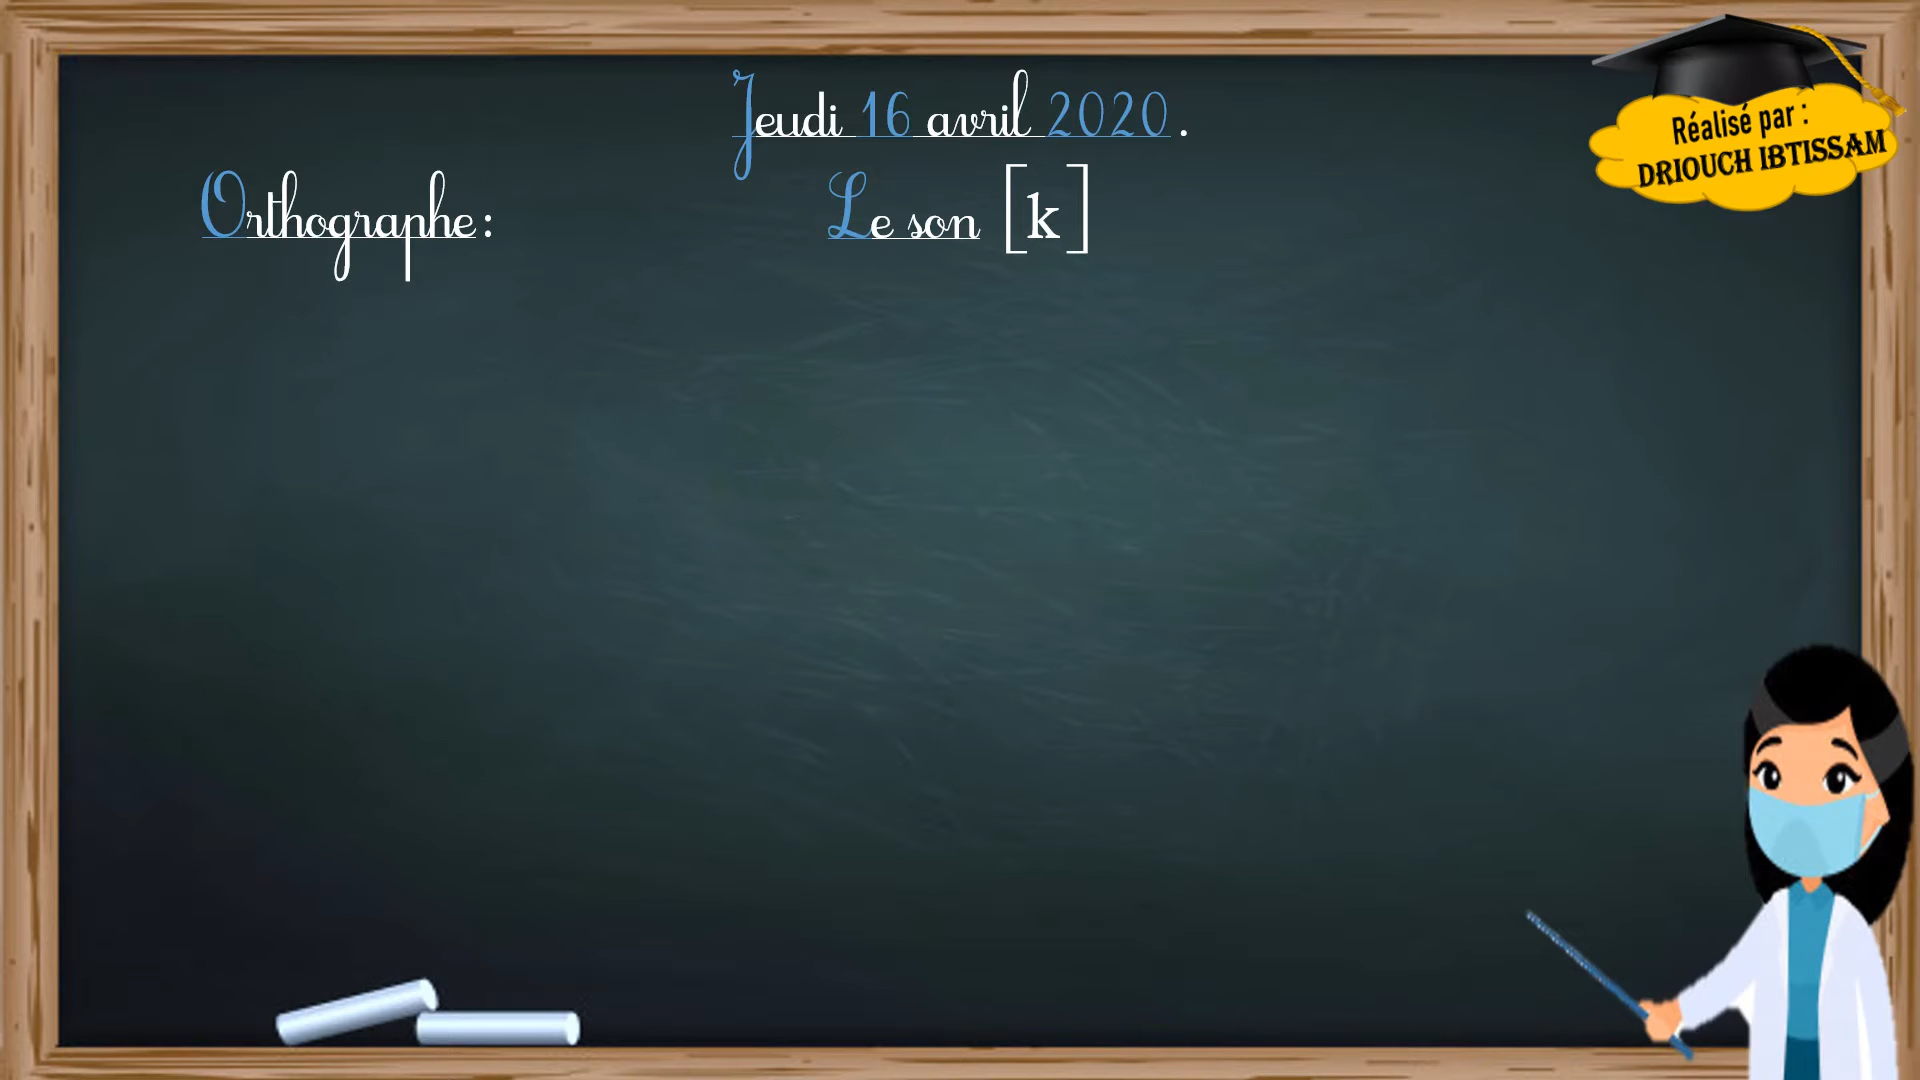 Jeudi 16 avril 2020.
Réalisé par :
DRIOUCH IBTISSAM
Orthographe: Le son [k]